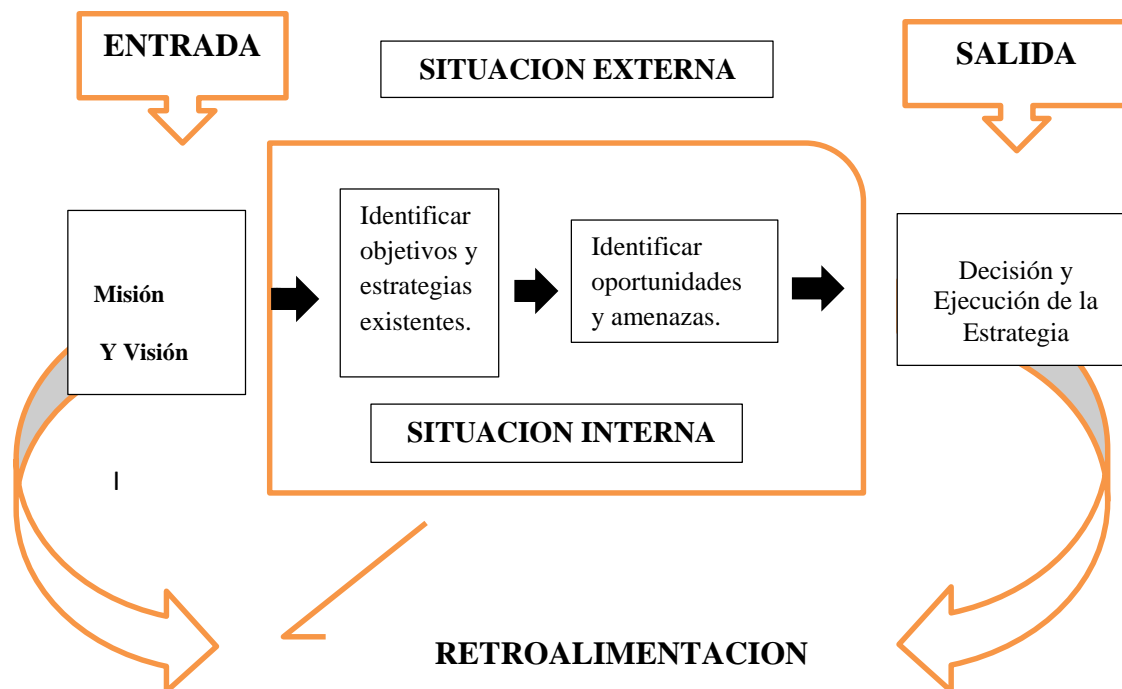 ENTRADA
SITUACION EXTERNA
SALIDA
Misión
Y Visión
Identificar
objetivos y
estrategias
existentes.
Identificar
oportunidades
y amenazas.
Decisión y
Ejecución de la
Estrategia
SITUACION INTERNA
I
RETROALIMENTACION